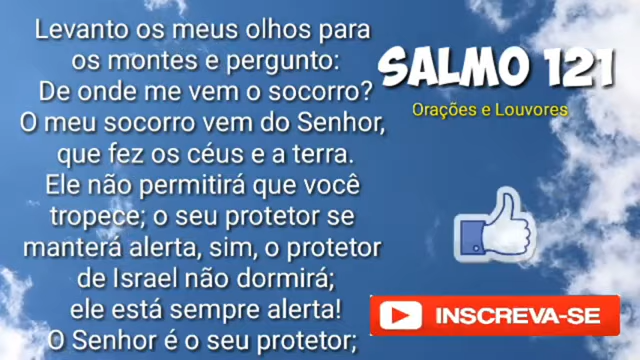 Levanto os meus olhos para
os montes e pergunto:
De onde me vem o socorro?
O meu socorro vem do Senhor,
que fez os céus e a terra.
Ele não permitirá que você
tropece; o seu protetor se
manterá alerta, sim, o protetor
de Israel não dormirá;
ele está sempre alerta!
O Senhor é o seu protetor;
SALMO 121
Orações e Louvores
INSCREVA-SE